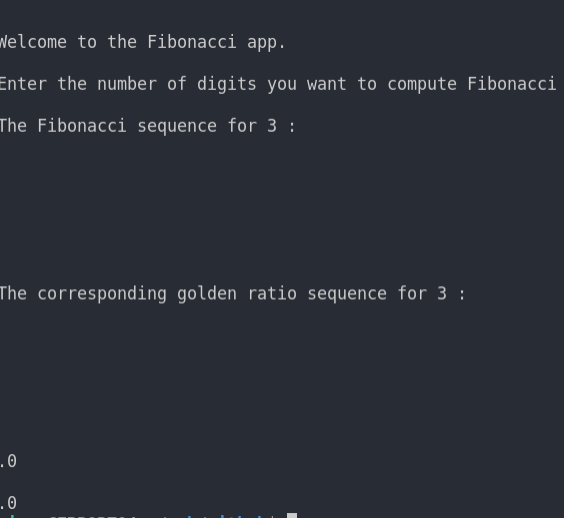 Welcome to the Fibonacci app.
Enter the number of digits you want to compute Fibonacci
The Fibonacci sequence for 3 :
The corresponding golden ratio sequence for 3 :
.0
.0